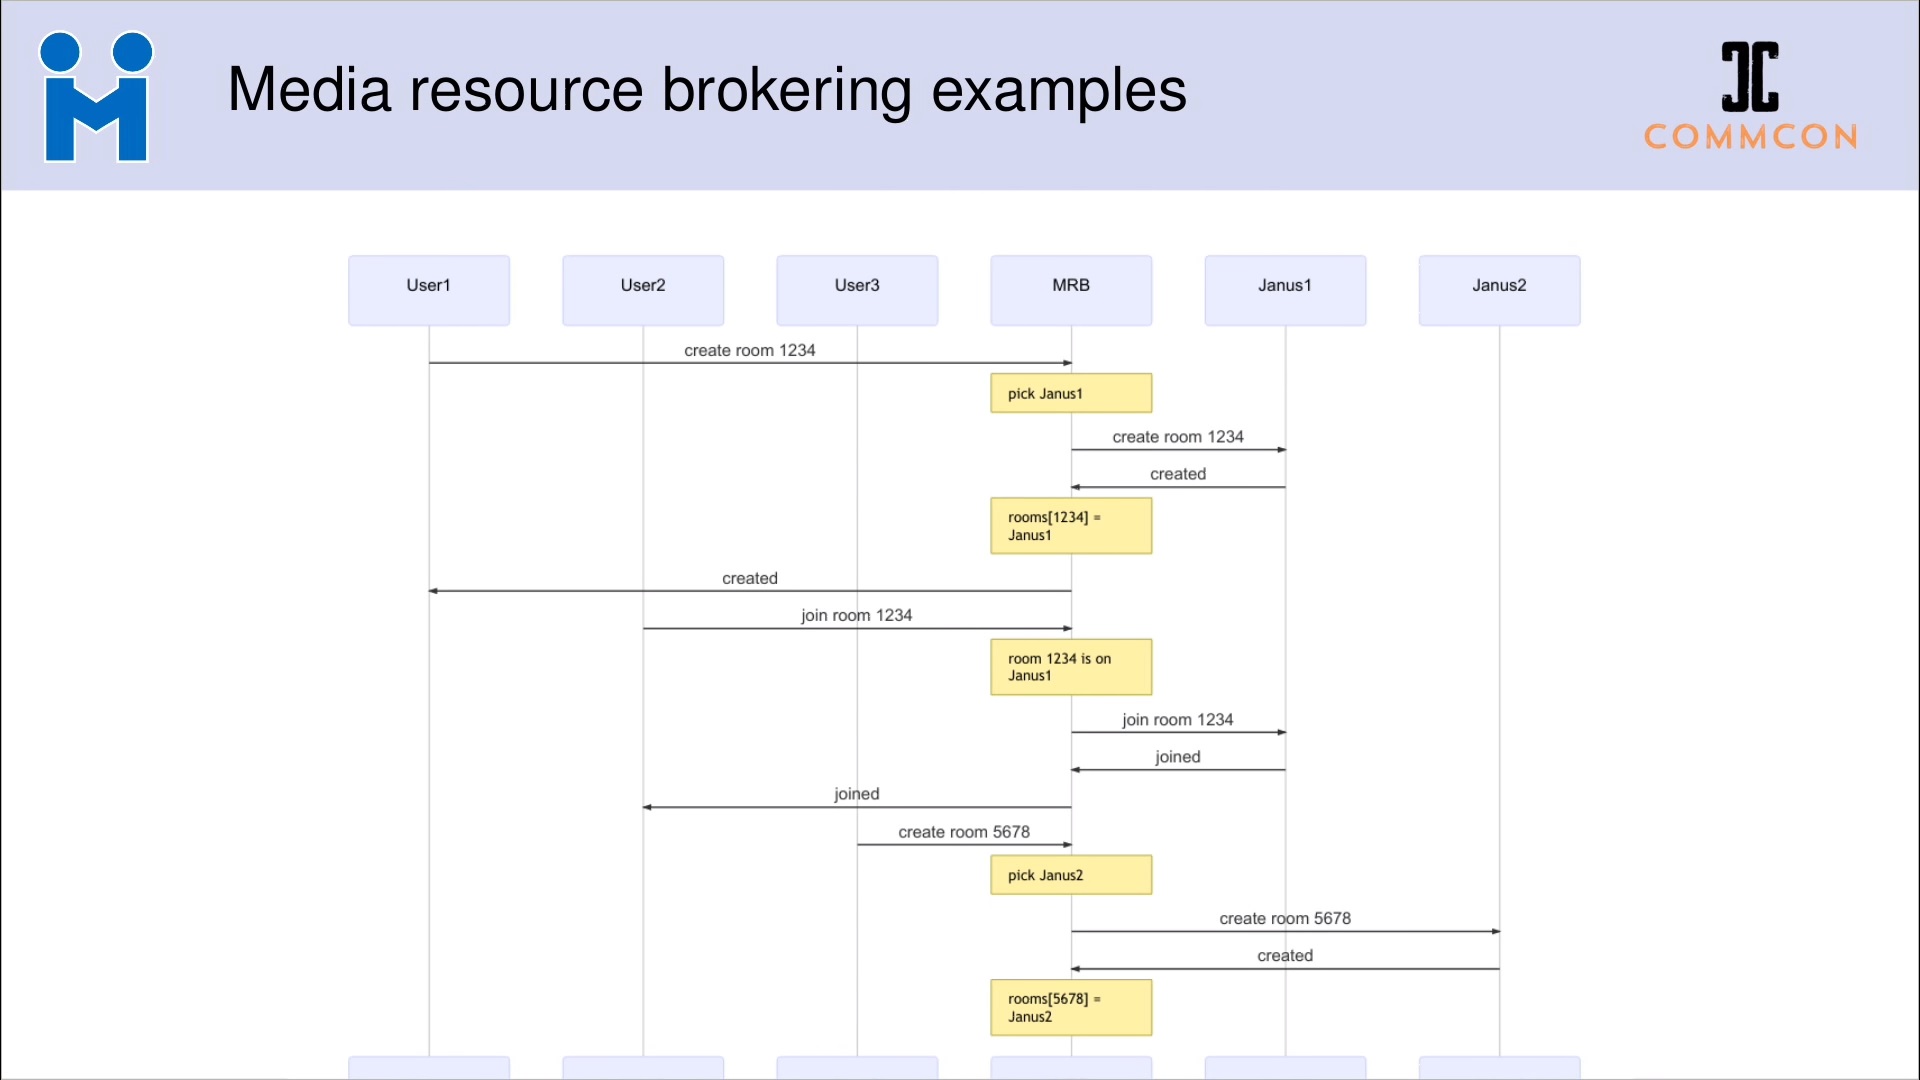 Media resource brokering examples
COMMCON
User1
User2
User3
MRB
Janus1
Janus2
create room 1234
pick Janus1
create room 1234
created
rooms[1234] =
Janus1
created
join room 1234
room 1234 is on
Janus1
join room 1234
joined
joined
create room 5678
pick Janus2
create room 5678
created
rooms[5678] =
Janus2